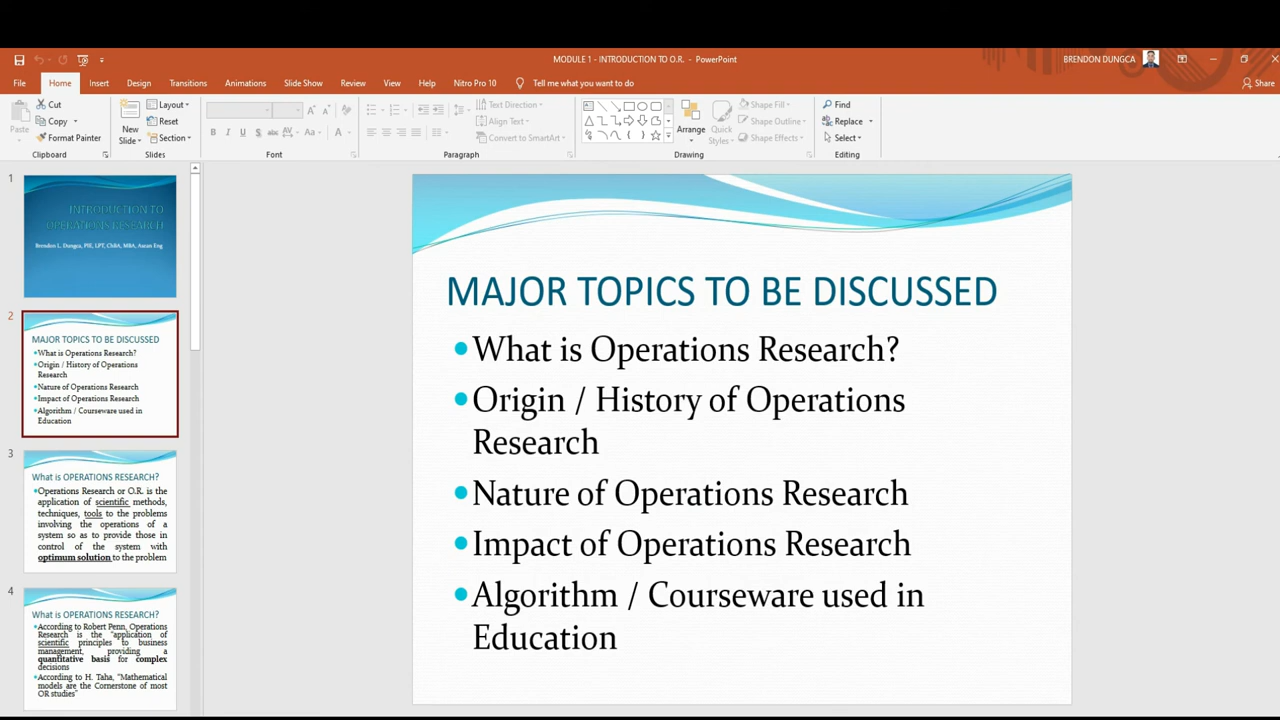 MODULE 1 - INTRODUCTION TO O.R. - PowerPoint
BRENDON DUNGCA
File Home Insert Design Transitions Animations Slide Show Review View Help Nitro Pro 10 Tell me what you want to do Share
Paste
Cut
Copy
Format Painter
Clipboard
New
Slide
Layout
Reset
Section
Slides
Font
Text Direction
Align Text
Convert to SmartArt
Paragraph
Arrange
Quick
Styles
Shape Fill
Shape Outline
Shape Effects
Drawing
Find
Replace
Select
Editing
1
INTRODUCTION TO
OPERATIONS RESEARCH
Brendon L. Dungca, PIE, LPT, ChBA, MBA, Asean Eng
2
MAJOR TOPICS TO BE DISCUSSED
What is Operations Research?
Origin / History of Operations
Research
Nature of Operations Research
Impact of Operations Research
Algorithm / Courseware used in
Education
3
What is OPERATIONS RESEARCH?
Operations Research or O.R. is the
application of scientific methods,
techniques, tools to the problems
involving the operations of a
system so as to provide those in
control of the system with
optimum solution to the problem
4
What is OPERATIONS RESEARCH?
According to Robert Penn, Operations
Research is the "application of
scientific principles to business
management, providing a
quantitative basis for complex
decisions
According to H. Taha, "Mathematical
models are the Cornerstone of most
OR studies"
MAJOR TOPICS TO BE DISCUSSED
What is Operations Research?
Origin / History of Operations
Research
Nature of Operations Research
Impact of Operations Research
Algorithm / Courseware used in
Education